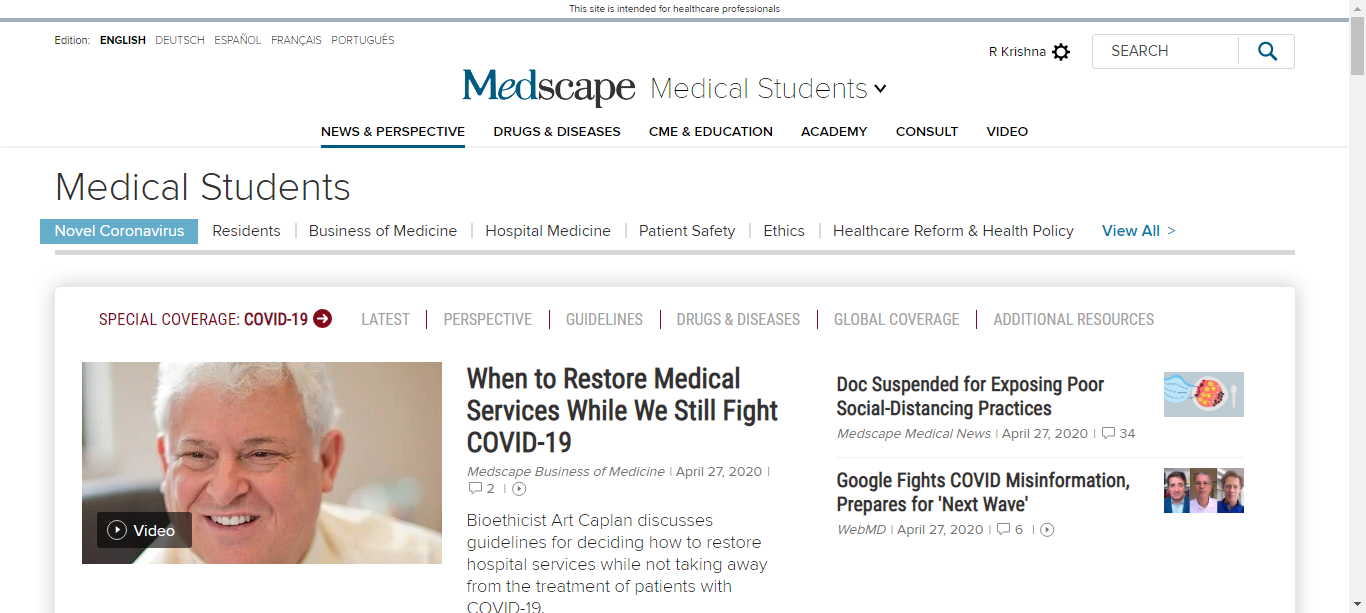 This site is intended for healthcare professionals
Edition: ENGLISH DEUTSCH ESPAÑOL FRANÇAIS PORTUGUÊS
R Krishna
SEARCH
Medscape Medical Students
NEWS & PERSPECTIVE DRUGS & DISEASES CME & EDUCATION ACADEMY CONSULT VIDEO
Medical Students
Novel Coronavirus Residents | Business of Medicine | Hospital Medicine | Patient Safety | Ethics | Healthcare Reform & Health Policy View All >
SPECIAL COVERAGE: COVID-19 LATEST | PERSPECTIVE | GUIDELINES | DRUGS & DISEASES | GLOBAL COVERAGE | ADDITIONAL RESOURCES
Video
When to Restore Medical
Services While We Still Fight
COVID-19
Medscape Business of Medicine | April 27, 2020 |
2 |
Bioethicist Art Caplan discusses
guidelines for deciding how to restore
hospital services while not taking away
from the treatment of patients with
COVID-19.
Doc Suspended for Exposing Poor
Social-Distancing Practices
Medscape Medical News | April 27, 2020 | 34
Google Fights COVID Misinformation,
Prepares for 'Next Wave'
WebMD | April 27, 2020 | 6 |